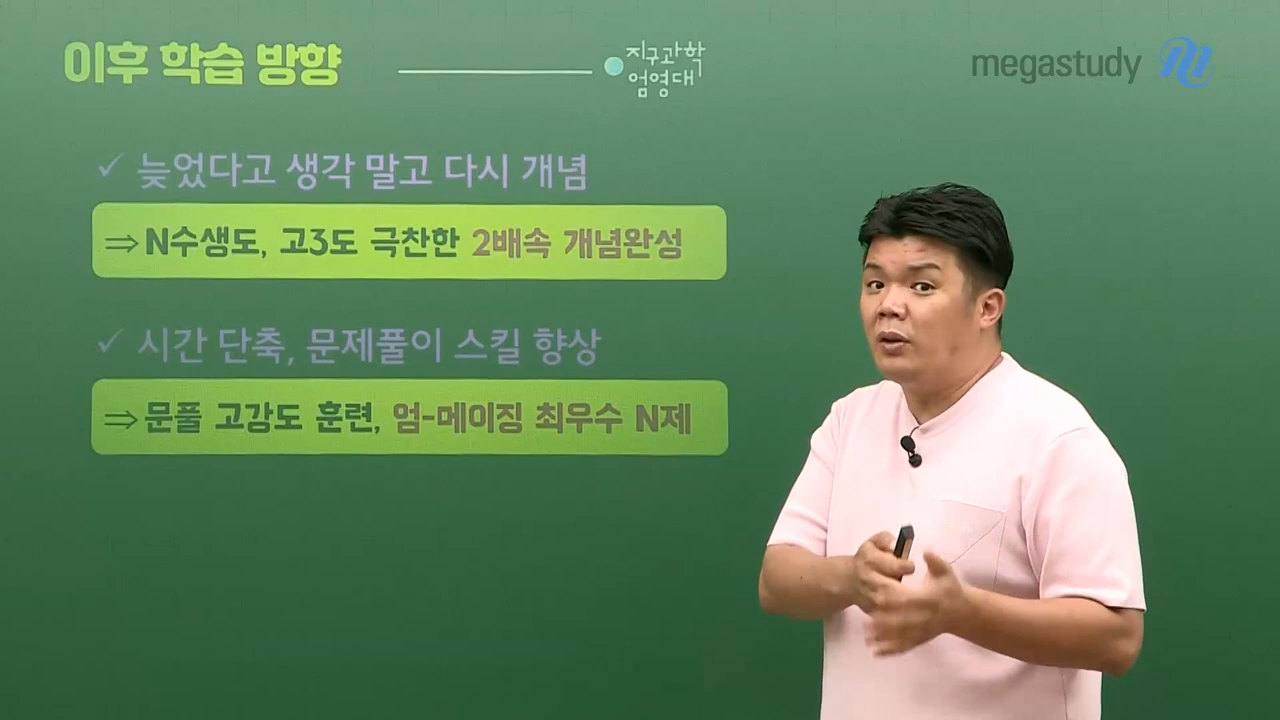 이후 학습 방향
지구과학
엄영대
megastudy
✓ 늦었다고 생각 말고 다시 개념
⇒ N수생도, 고3도 극찬한 2배속 개념완성
✓ 시간 단축, 문제풀이 스킬 향상
⇒ 문풀 고강도 훈련, 엄-메이징 최우수 N제